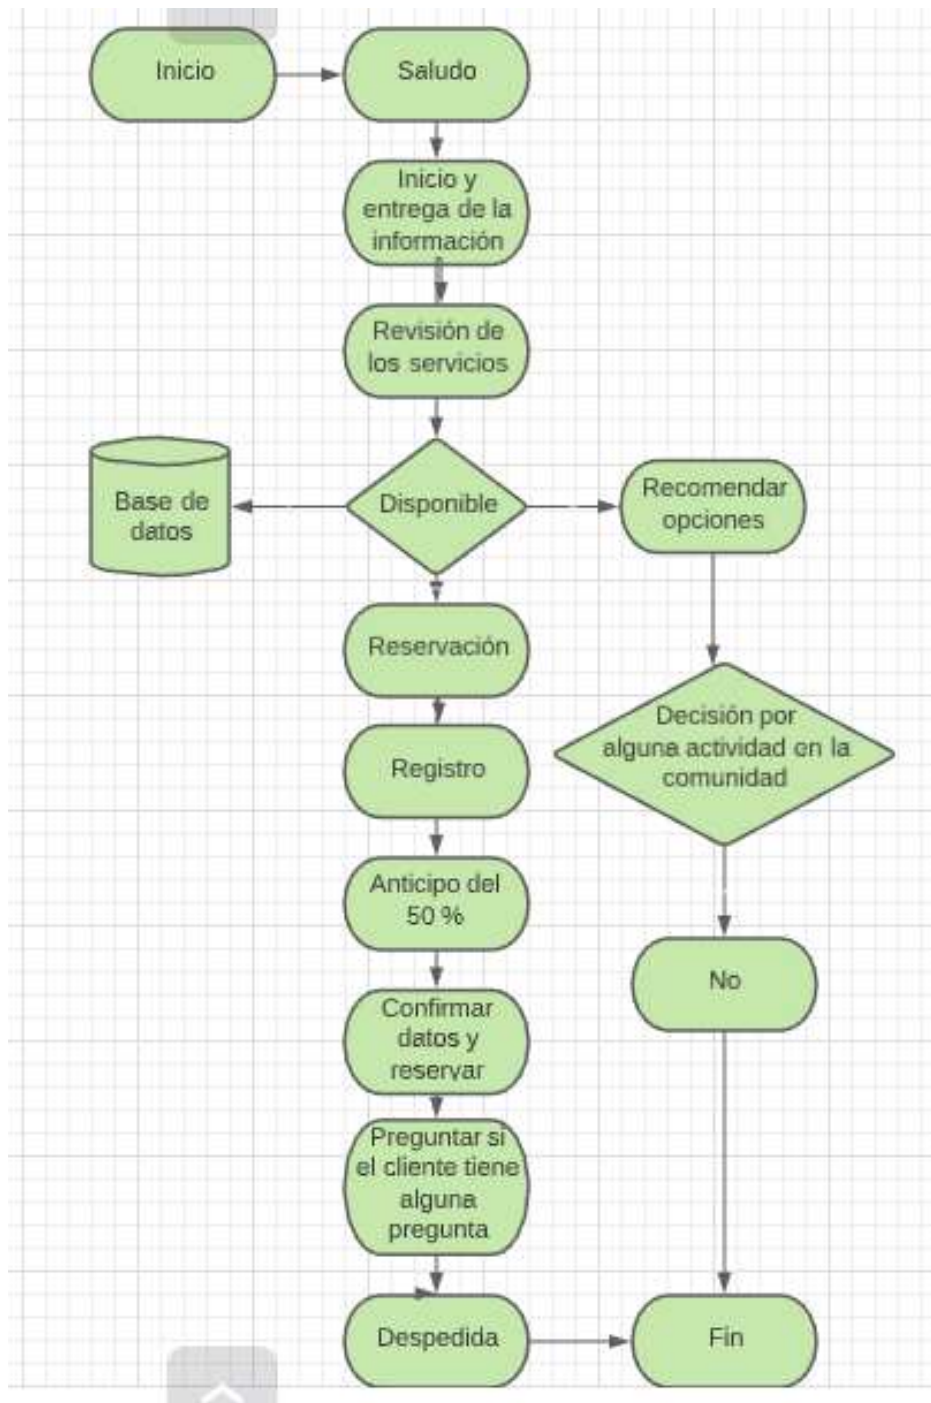 Inicio
Saludo
Inicio y
entrega de la
información
Revisión de
los servicios
Base de
datos
Disponible
Recomendar
opciones
Reservación
Decisión por
alguna actividad en la
comunidad
Registro
Anticipo del
50 %
No
Confirmar
datos y
reservar
Preguntar si
el cliente tiene
alguna
pregunta
Despedida
Fin